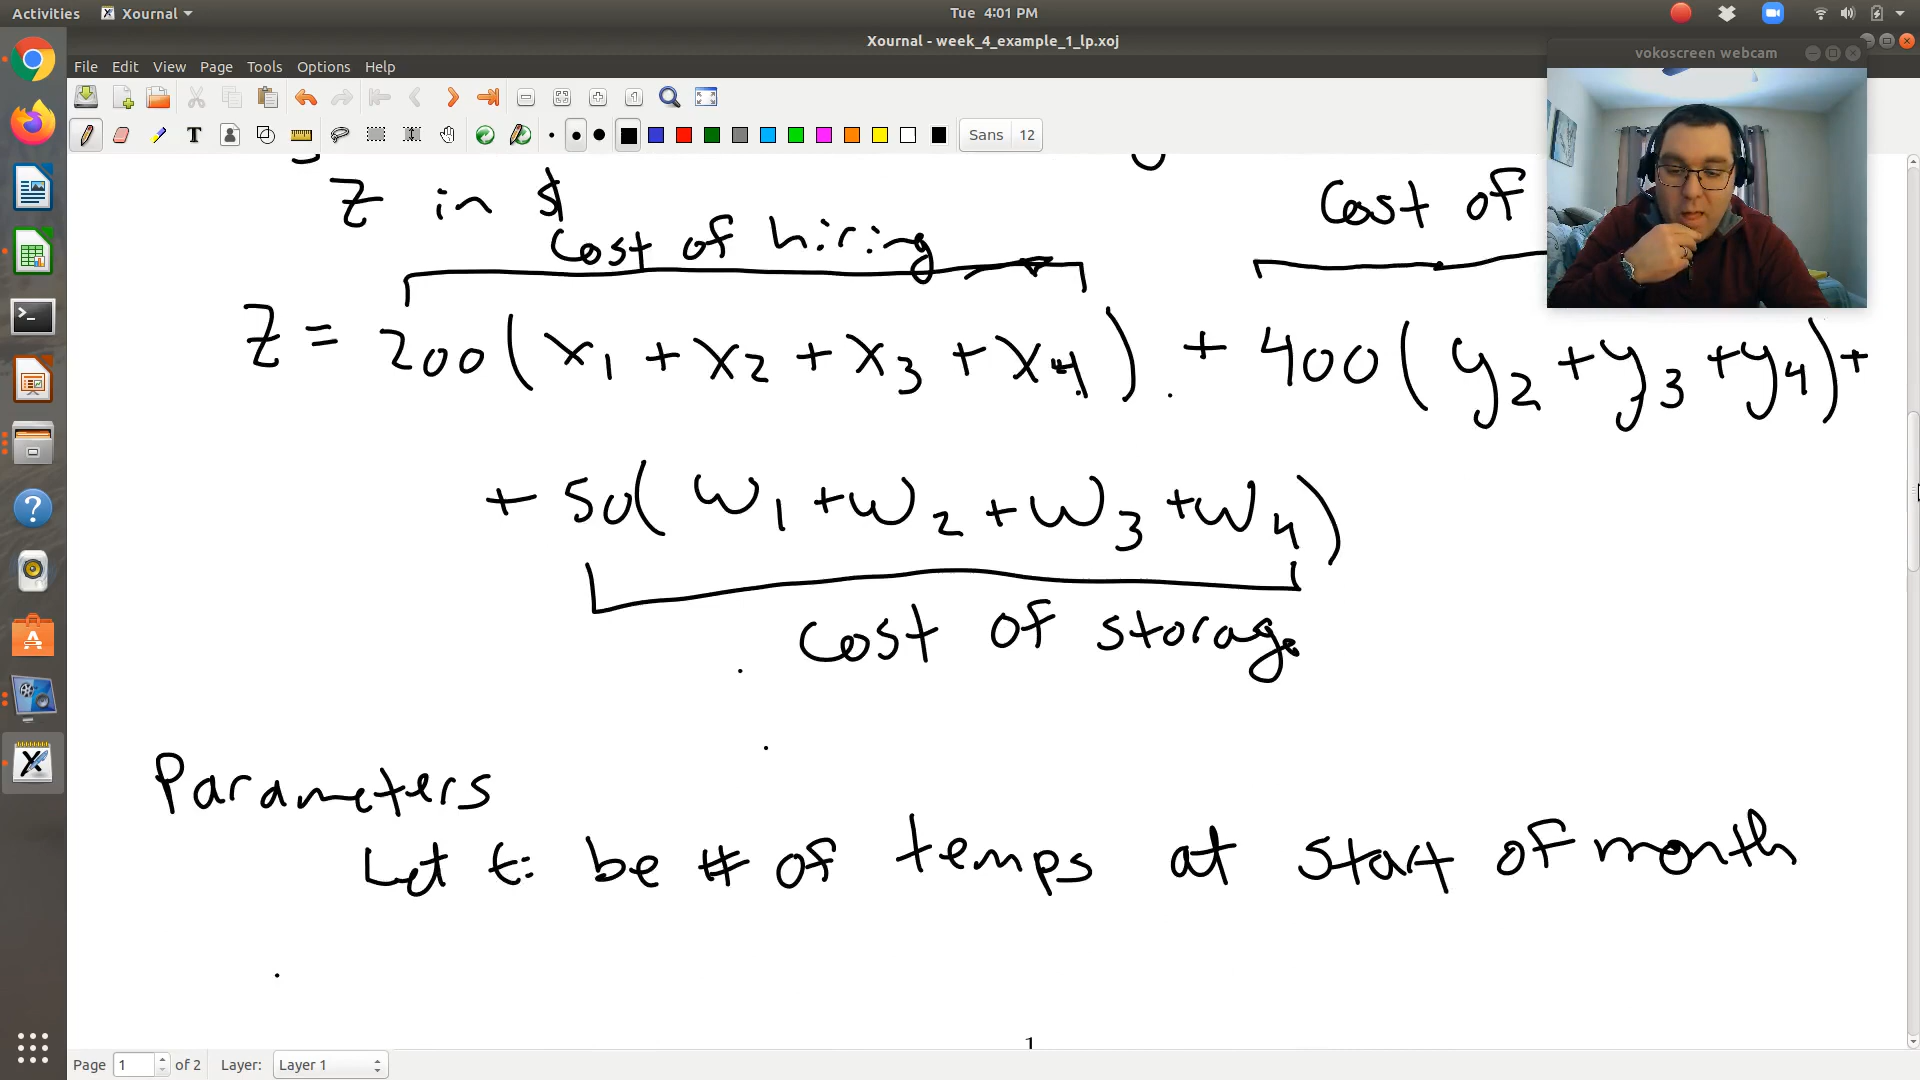 Activities Xournal Tue 4:01 PM
Xournal - week_4_example_1_lp.xoj
vokoscreen webcam
File Edit View Page Tools Options Help
Sans 12
Z in $
Cost of hiring
Cost of
Z = 200 ( x1 + x2 + x3 + x4 ) + 400 ( y2 + y3 + y4 ) +
+ 50( w1 + w2 + w3 + w4 )
Cost of storage
Parameters
Let ti be # of temps at start of month
1
Page 1 of 2 Layer: Layer 1